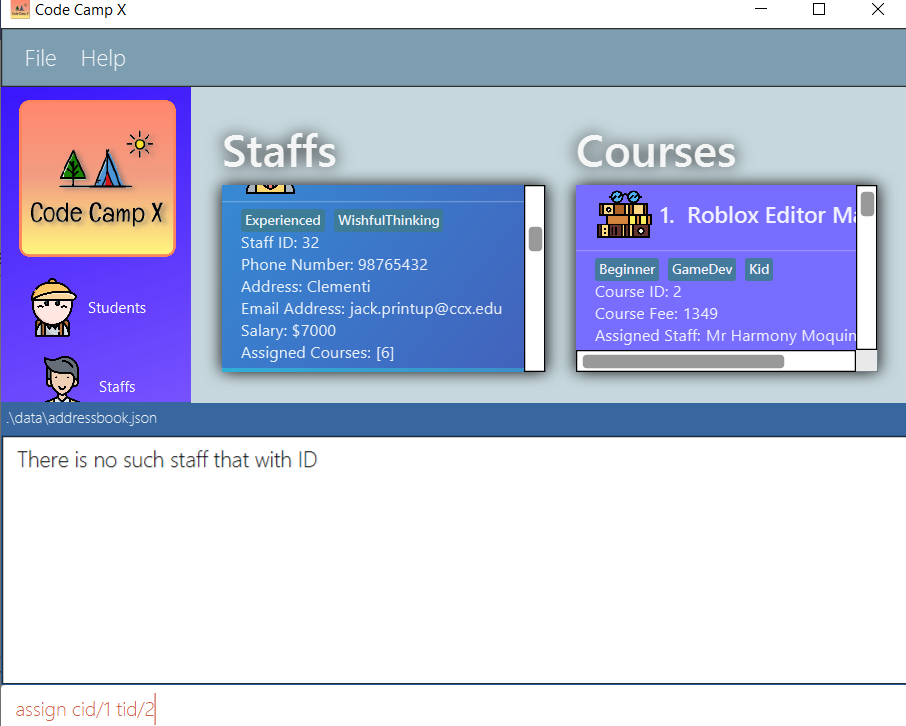 Code Camp X
File Help
Code Camp X
Students
Staffs
Staffs
Experienced WishfulThinking
Staff ID: 32
Phone Number: 98765432
Address: Clementi
Email Address: jack.printup@ccx.edu
Salary: $7000
Assigned Courses: [6]
Courses
1. Roblox Editor Ma
Beginner GameDev Kid
Course ID: 2
Course Fee: 1349
Assigned Staff: Mr Harmony Moquin
.\data\addressbook.json
There is no such staff that with ID
assign cid/1 tid/2